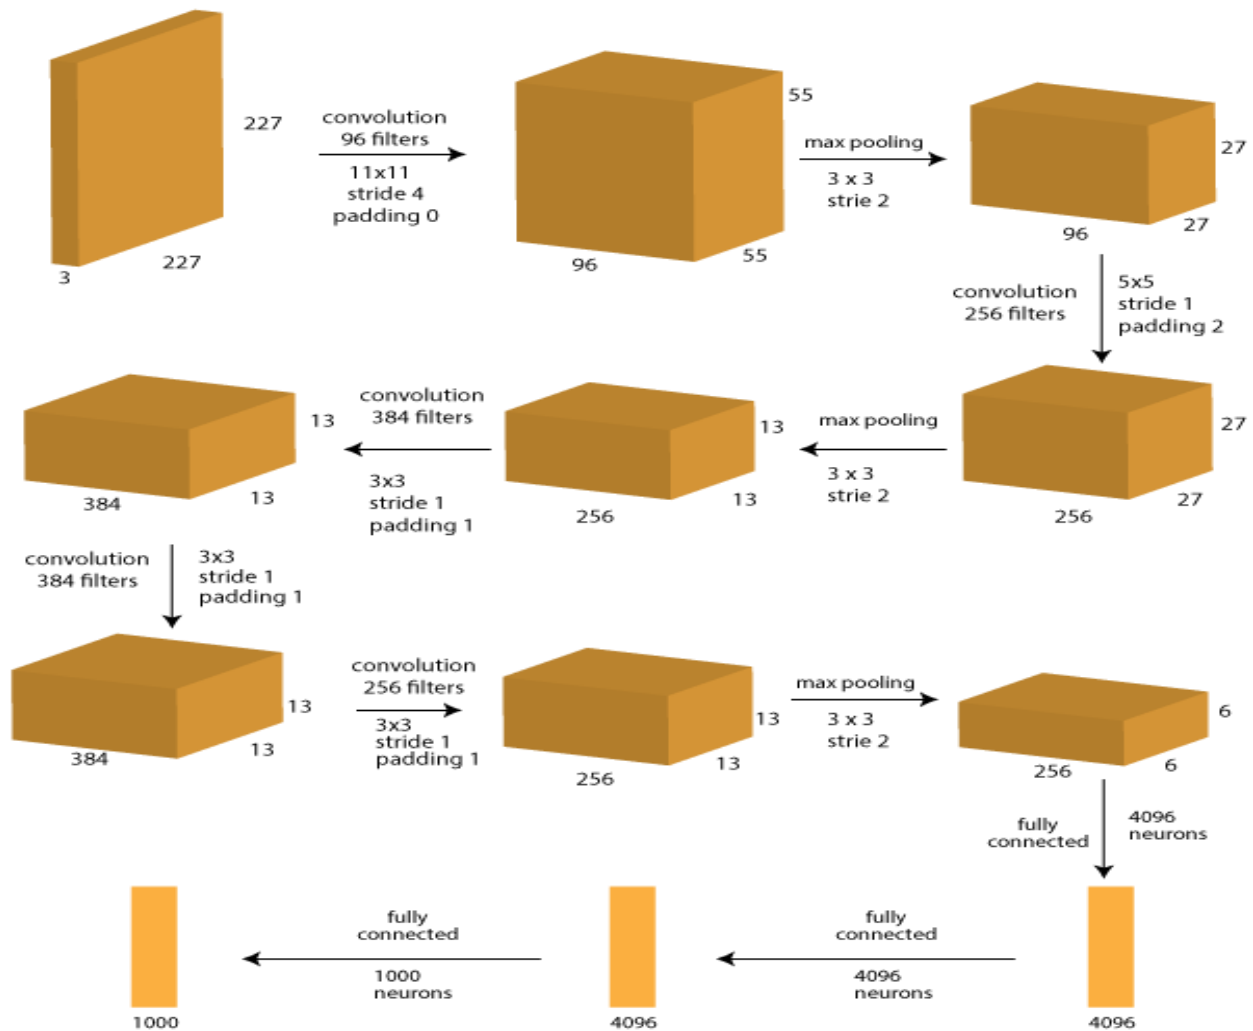 227
227
3
convolution
96 filters
11x11
stride 4
padding 0
55
55
96
max pooling
3 x 3
strie 2
27
27
96
convolution
256 filters
5x5
stride 1
padding 2
27
27
256
max pooling
3 x 3
strie 2
13
13
256
convolution
384 filters
3x3
stride 1
padding 1
13
13
384
convolution
384 filters
3x3
stride 1
padding 1
13
13
384
convolution
256 filters
3x3
stride 1
padding 1
13
13
256
max pooling
3 x 3
strie 2
6
6
256
fully
connected
4096
neurons
4096
fully
connected
4096
neurons
4096
fully
connected
1000
neurons
1000